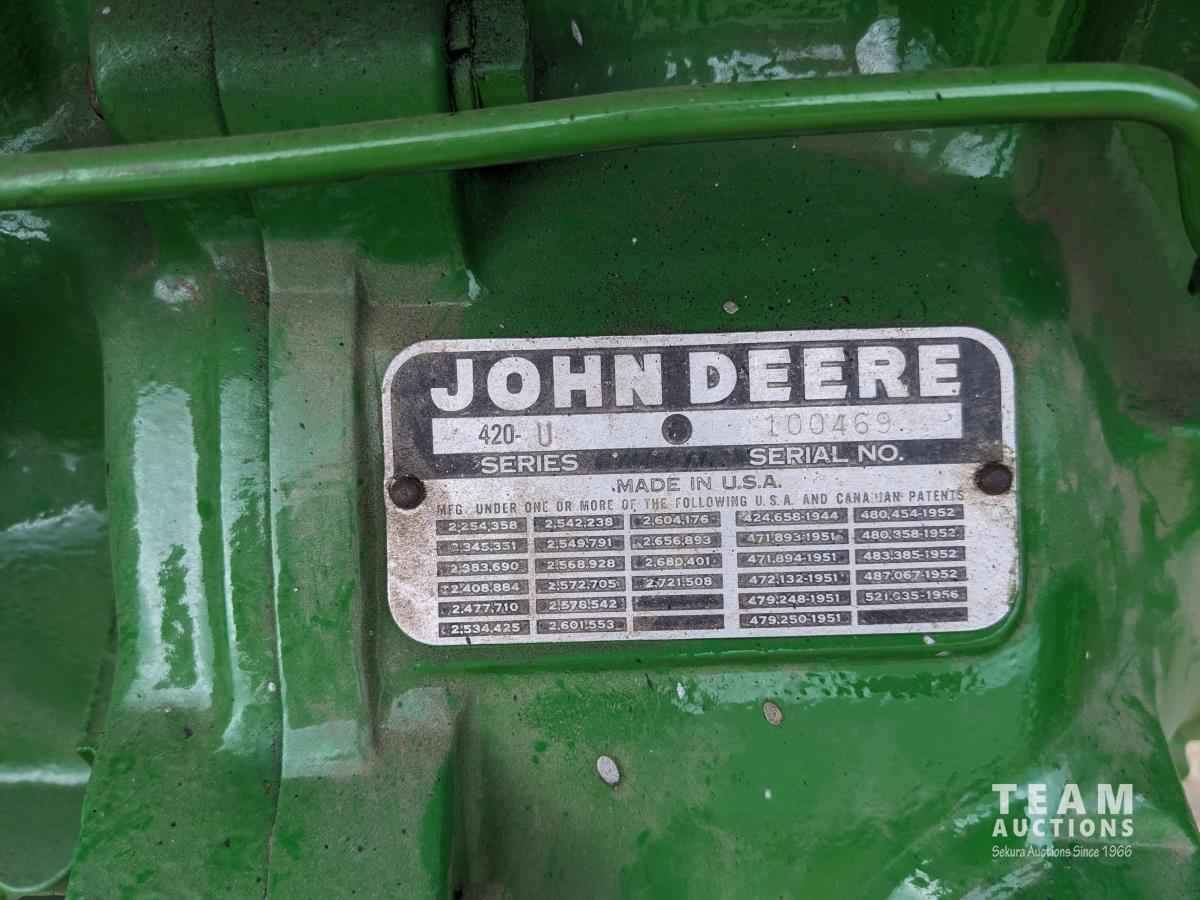 JOHN DEERE
420- U 100469
SERIES SERIAL NO.
MADE IN U.S.A.
MFG. UNDER ONE OR MORE OF THE FOLLOWING U.S.A. AND CANADIAN PATENTS
2,254,358 2,542,238 2,604,176 424,658-1944 480,454-1952
2,345,331 2,549,791 2,656,893 471,893-1951 480,358-1952
2,383,690 2,568,928 2,680,401 471,894-1951 483,385-1952
2,408,884 2,572,705 2,721,508 472,132-1951 487,067-1952
2,477,710 2,578,542 479,248-1951 521,035-1956
2,534,425 2,601,553 479,250-1951
TEAM
AUCTIONS
Sekura Auctions Since 1966